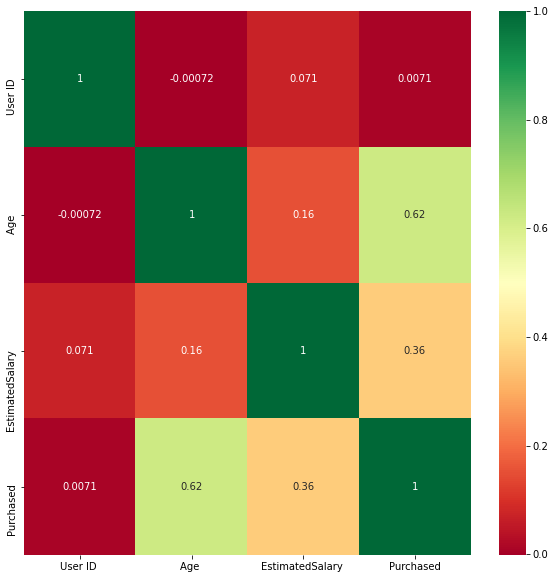 User ID 1 -0.00072 0.071 0.0071
Age -0.00072 1 0.16 0.62
EstimatedSalary 0.071 0.16 1 0.36
Purchased 0.0071 0.62 0.36 1
User ID Age EstimatedSalary Purchased
1.0
0.8
0.6
0.4
0.2
0.0